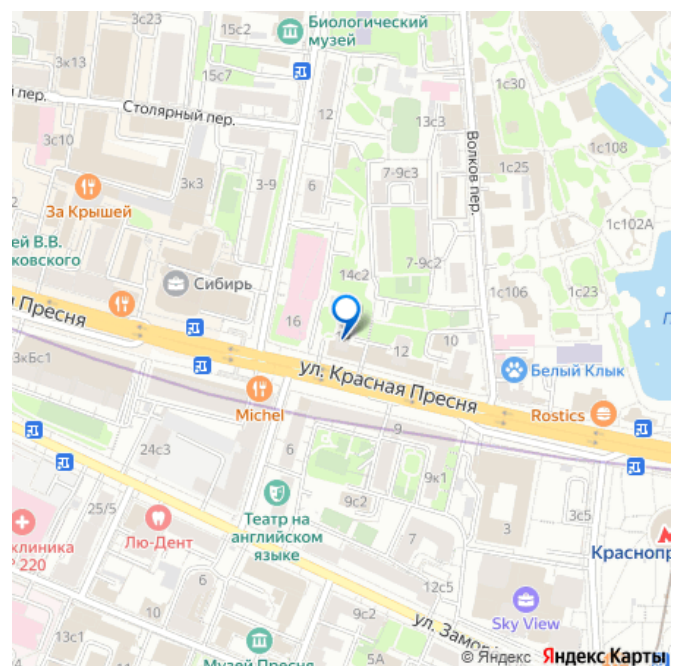 3с23
15с2
Биологический
музей
3к13
15с7
1с30
Столярный пер.
12
13с3
Волков пер.
1с108
3с10
7-9с3
1с25
3к3
3-9
6
За Крышей
1с102А
ей В.В.
ковского
7-9с2
14с2
Сибирь
1с106
1с23
16
я Пресня
12
10
3кБс1
ул. Красная Пресня
Белый Клык
Michel
Rostics
9
24с3
6
9к1
9с2
25/5
Театр на
английском
языке
3
3с5
Лю-Дент
7
клиника
220
Краснопр
6
12с5
Sky View
10
9с2
13с1
ул. Замор
Музей Пресня
5А
© Яндекс Яндекс Карты